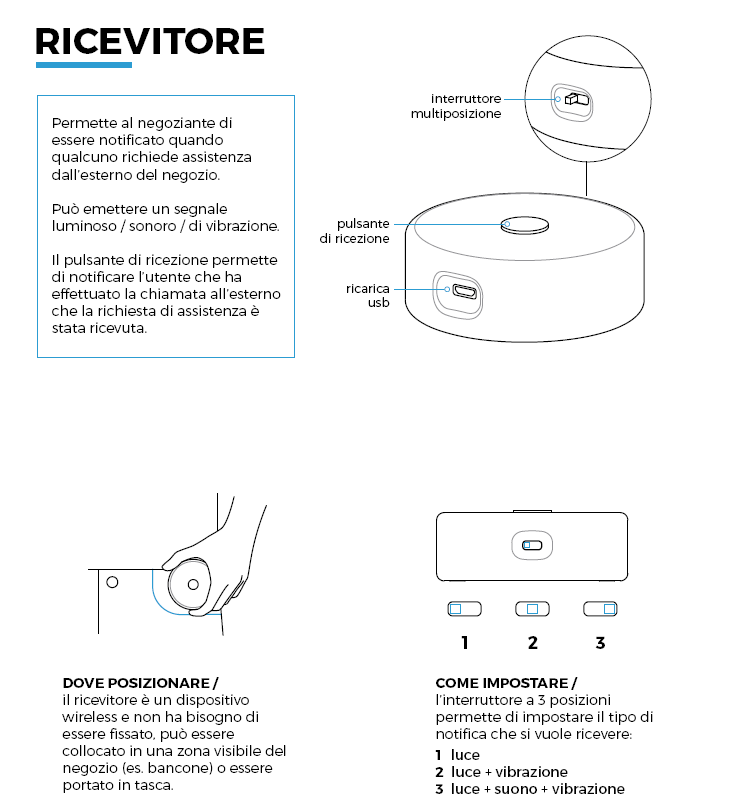 RICEVITORE
Permette al negoziante di
essere notificato quando
qualcuno richiede assistenza
dall'esterno del negozio.
Può emettere un segnale
luminoso / sonoro / di vibrazione.
Il pulsante di ricezione permette
di notificare l'utente che ha
effettuato la chiamata all'esterno
che la richiesta di assistenza è
stata ricevuta.
interruttore
multiposizione
pulsante
di ricezione
ricarica
usb
DOVE POSIZIONARE /
il ricevitore è un dispositivo
wireless e non ha bisogno di
essere fissato, può essere
collocato in una zona visibile del
negozio (es. bancone) o essere
portato in tasca.
1 2 3
COME IMPOSTARE /
l'interruttore a 3 posizioni
permette di impostare il tipo di
notifica che si vuole ricevere:
1 luce
2 luce + vibrazione
3 luce + suono + vibrazione